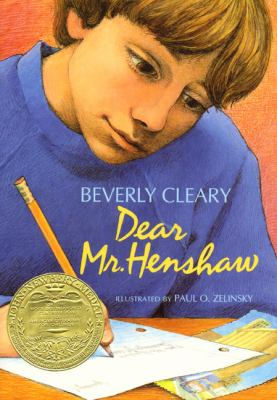 BEVERLY CLEARY
Dear
Mr. Henshaw
ILLUSTRATED BY PAUL O. ZELINSKY